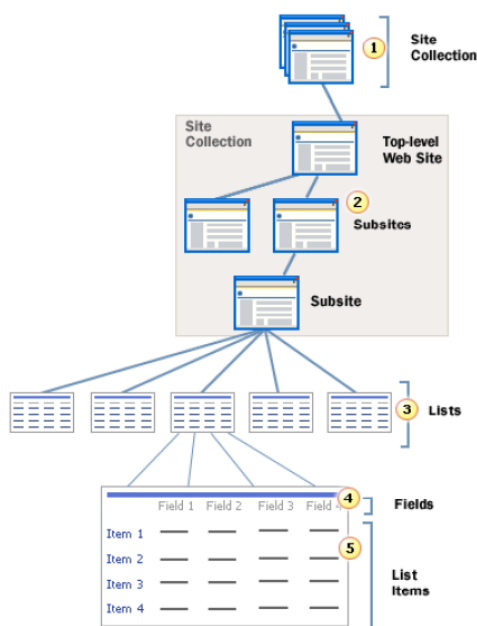 1
Site
Collection
Site
Collection
Top-level
Web Site
2
Subsites
Subsite
3
Lists
4
Fields
Field 1 Field 2 Field 3 Field 4
5
Item 1
Item 2
Item 3
Item 4
List
Items